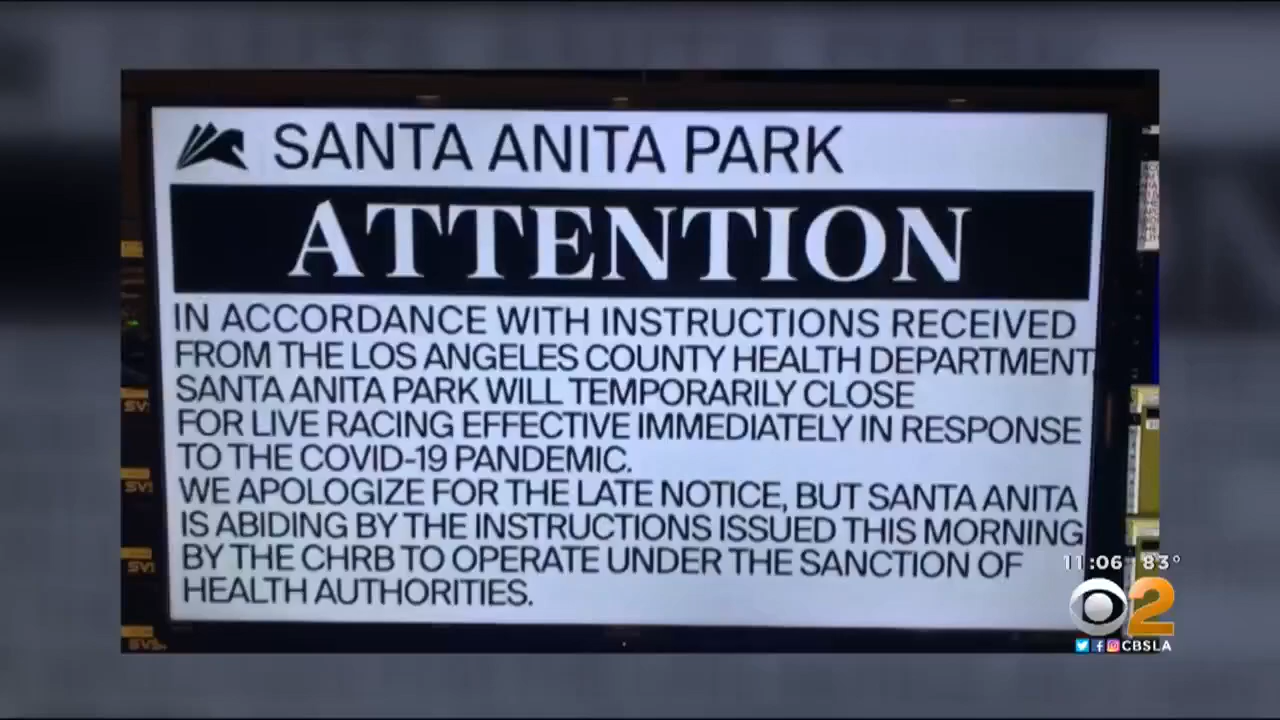 SANTA ANITA PARK
ATTENTION
IN ACCORDANCE WITH INSTRUCTIONS RECEIVED
FROM THE LOS ANGELES COUNTY HEALTH DEPARTMENT,
SANTA ANITA PARK WILL TEMPORARILY CLOSE
FOR LIVE RACING EFFECTIVE IMMEDIATELY IN RESPONSE
TO THE COVID-19 PANDEMIC.
WE APOLOGIZE FOR THE LATE NOTICE, BUT SANTA ANITA
IS ABIDING BY THE INSTRUCTIONS ISSUED THIS MORNING
BY THE CHRB TO OPERATE UNDER THE SANCTION OF
HEALTH AUTHORITIES.
11:06 83°
2
CBSLA